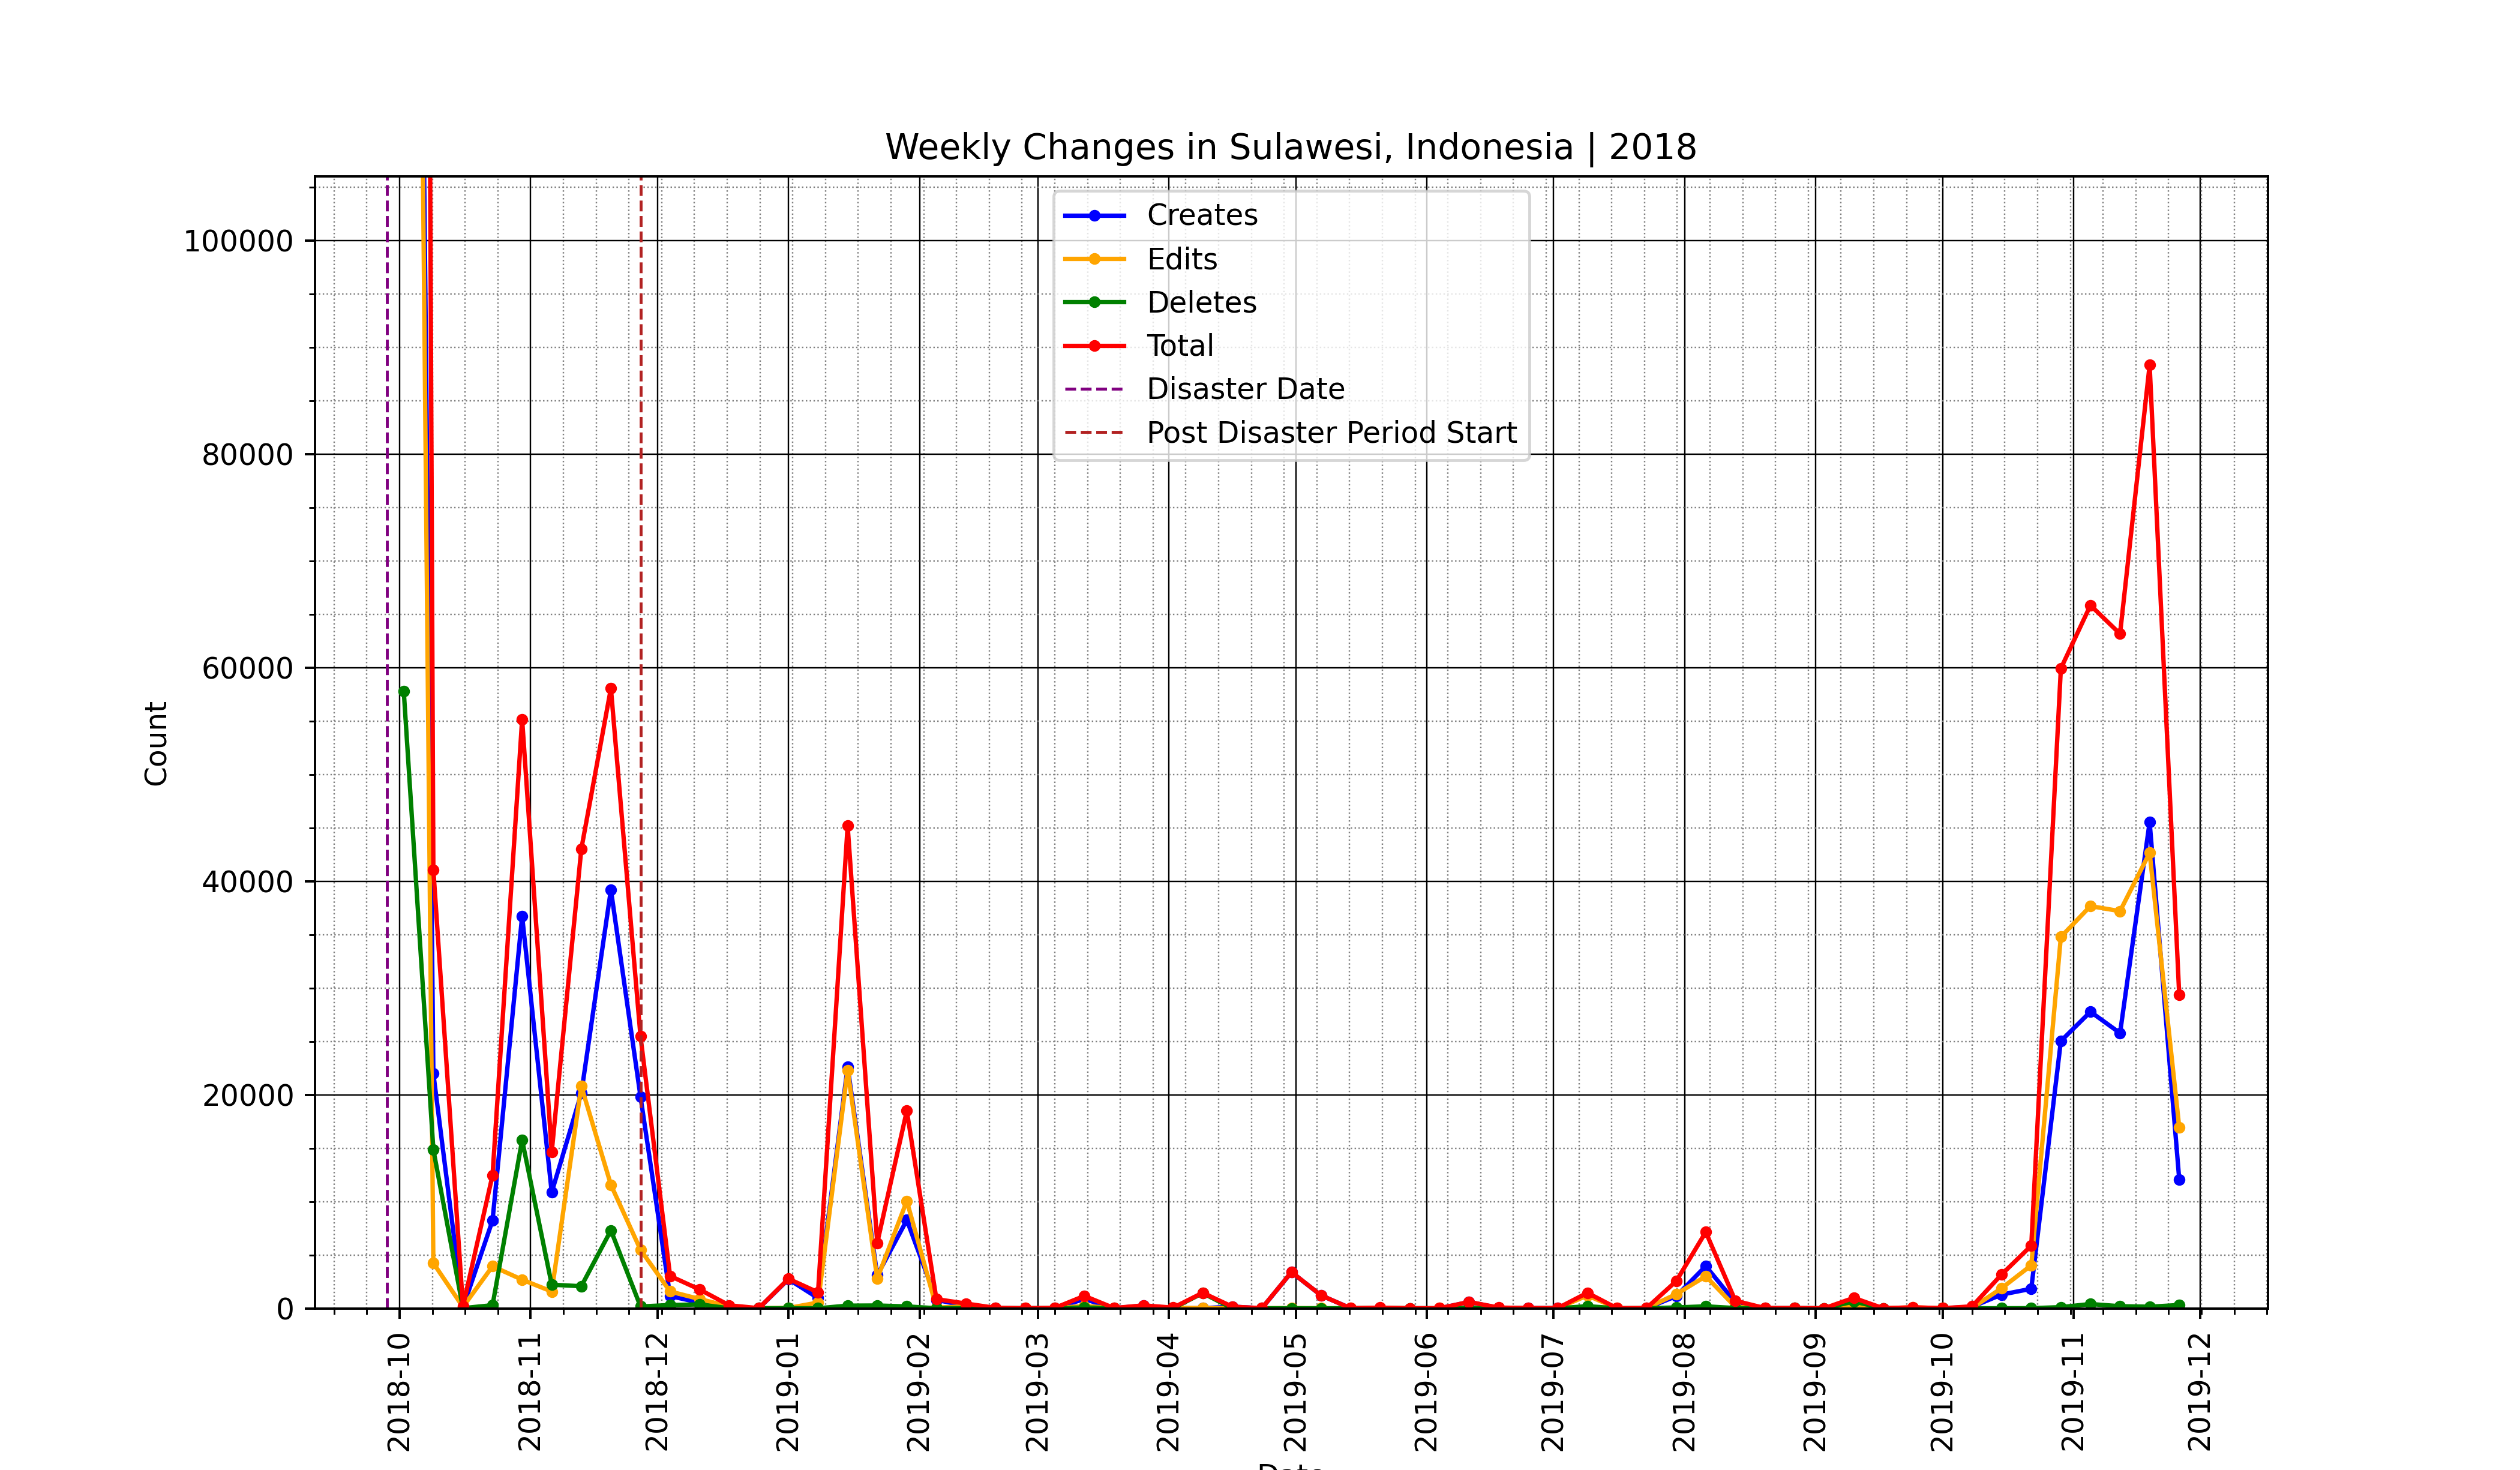 Weekly Changes in Sulawesi, Indonesia | 2018
Creates
Edits
Deletes
Total
Disaster Date
Post Disaster Period Start
Count
100000
80000
60000
40000
20000
0
2018-10
2018-11
2018-12
2019-01
2019-02
2019-03
2019-04
2019-05
2019-06
2019-07
2019-08
2019-09
2019-10
2019-11
2019-12